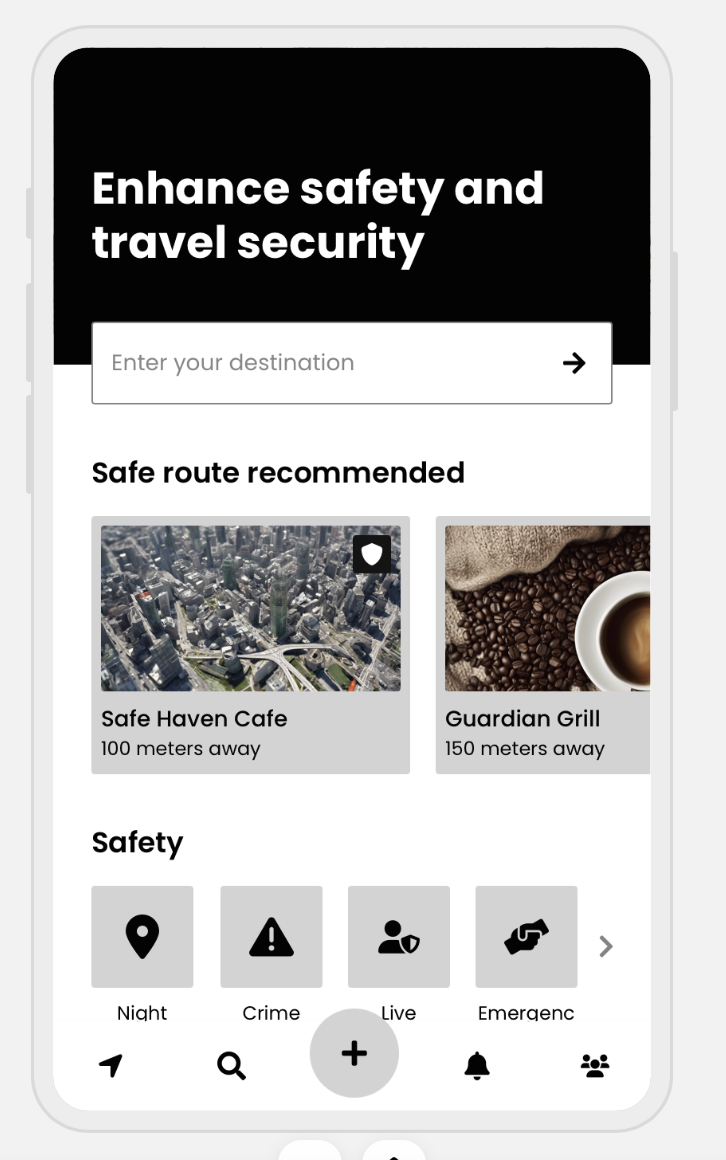 Enhance safety and
travel security
Enter your destination
Safe route recommended
Safe Haven Cafe
100 meters away
Guardian Grill
150 meters away
Safety
Night
Crime
Live
Emergenc